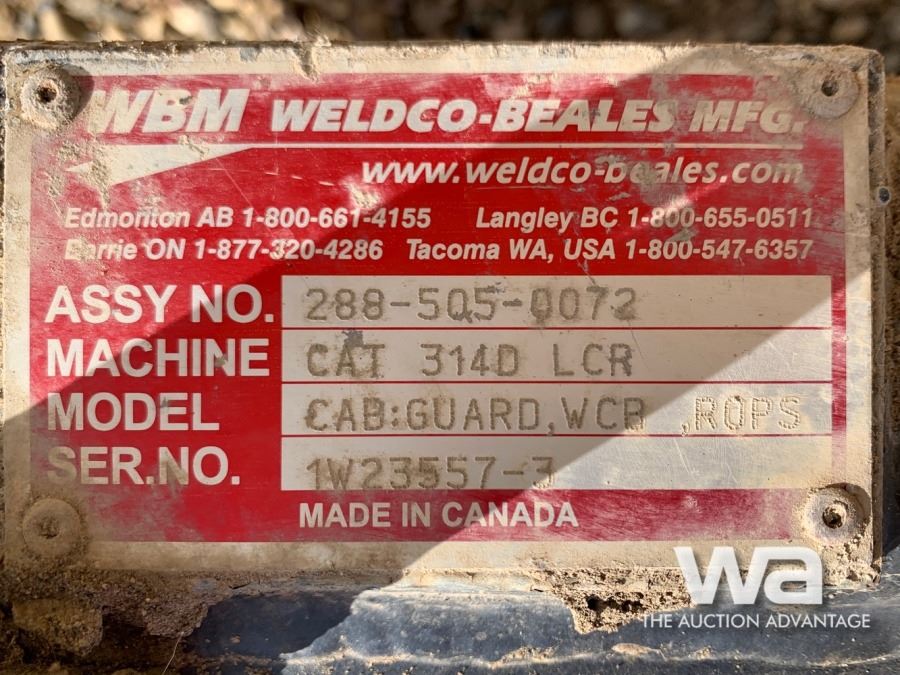 WBM WELDCO-BEALES MFG.
www.weldco-beales.com
Edmonton AB 1-800-661-4155 Langley BC 1-800-655-0511
Barrie ON 1-877-320-4286 Tacoma WA, USA 1-800-547-6357
ASSY NO. 288-505-0072
MACHINE CAT 314D LCR
MODEL CAB:GUARD,WCB ,ROPS
SER.NO. 1W23557-3
MADE IN CANADA
wa
THE AUCTION ADVANTAGE